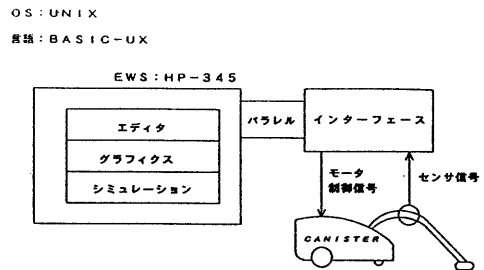 OS:UNIX
言語:BASIC-UX
EWS:HP-345
エディタ
グラフィクス
シミュレーション
パラレル
インターフェース
モータ
制御信号
センサ信号
CANISTER